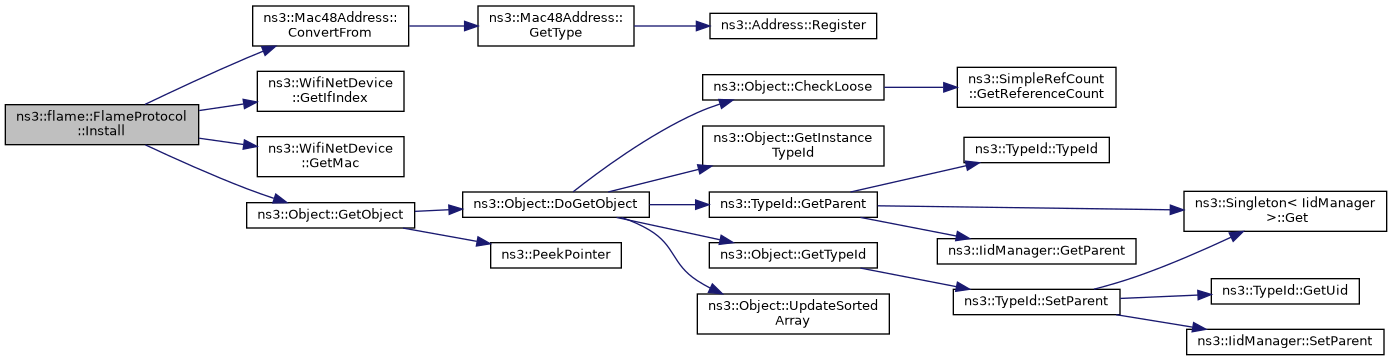 ns3::flame::FlameProtocol
::Install
ns3::Mac48Address::
ConvertFrom
ns3::Mac48Address::
GetType
ns3::Address::Register
ns3::WifiNetDevice
::GetIfIndex
ns3::WifiNetDevice
::GetMac
ns3::Object::GetObject
ns3::Object::DoGetObject
ns3::PeekPointer
ns3::Object::CheckLoose
ns3::SimpleRefCount
::GetReferenceCount
ns3::Object::GetInstance
TypeId
ns3::TypeId::GetParent
ns3::TypeId::TypeId
ns3::Singleton< IidManager
>::Get
ns3::IidManager::GetParent
ns3::Object::GetTypeId
ns3::TypeId::SetParent
ns3::TypeId::GetUid
ns3::IidManager::SetParent
ns3::Object::UpdateSorted
Array